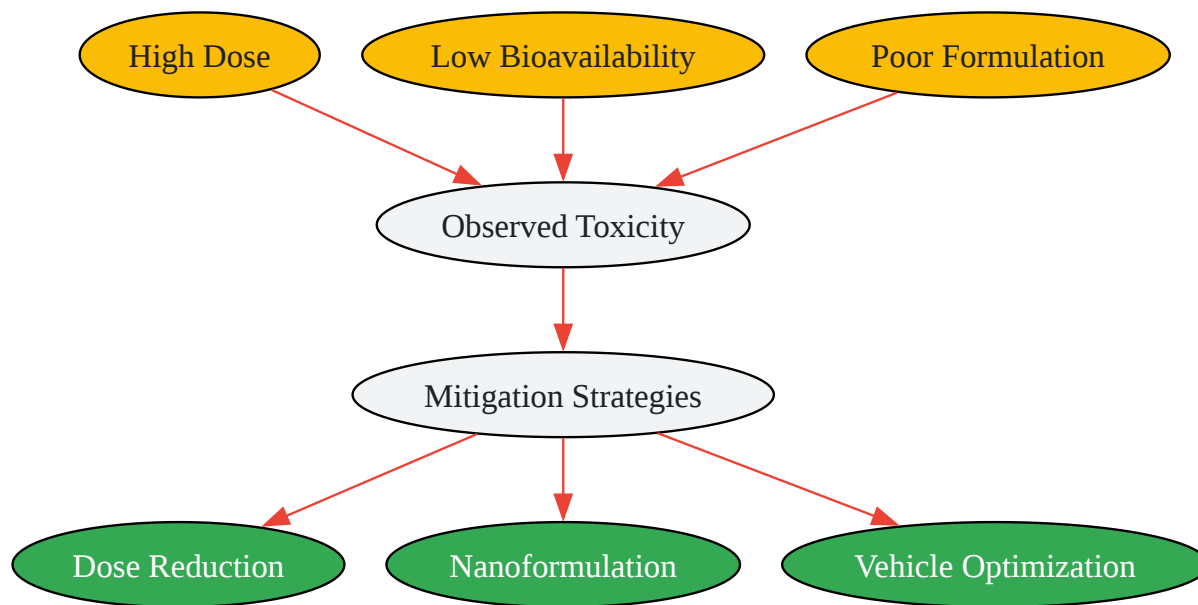 High Dose
Low Bioavailability
Poor Formulation
Observed Toxicity
Mitigation Strategies
Dose Reduction
Nanoformulation
Vehicle Optimization